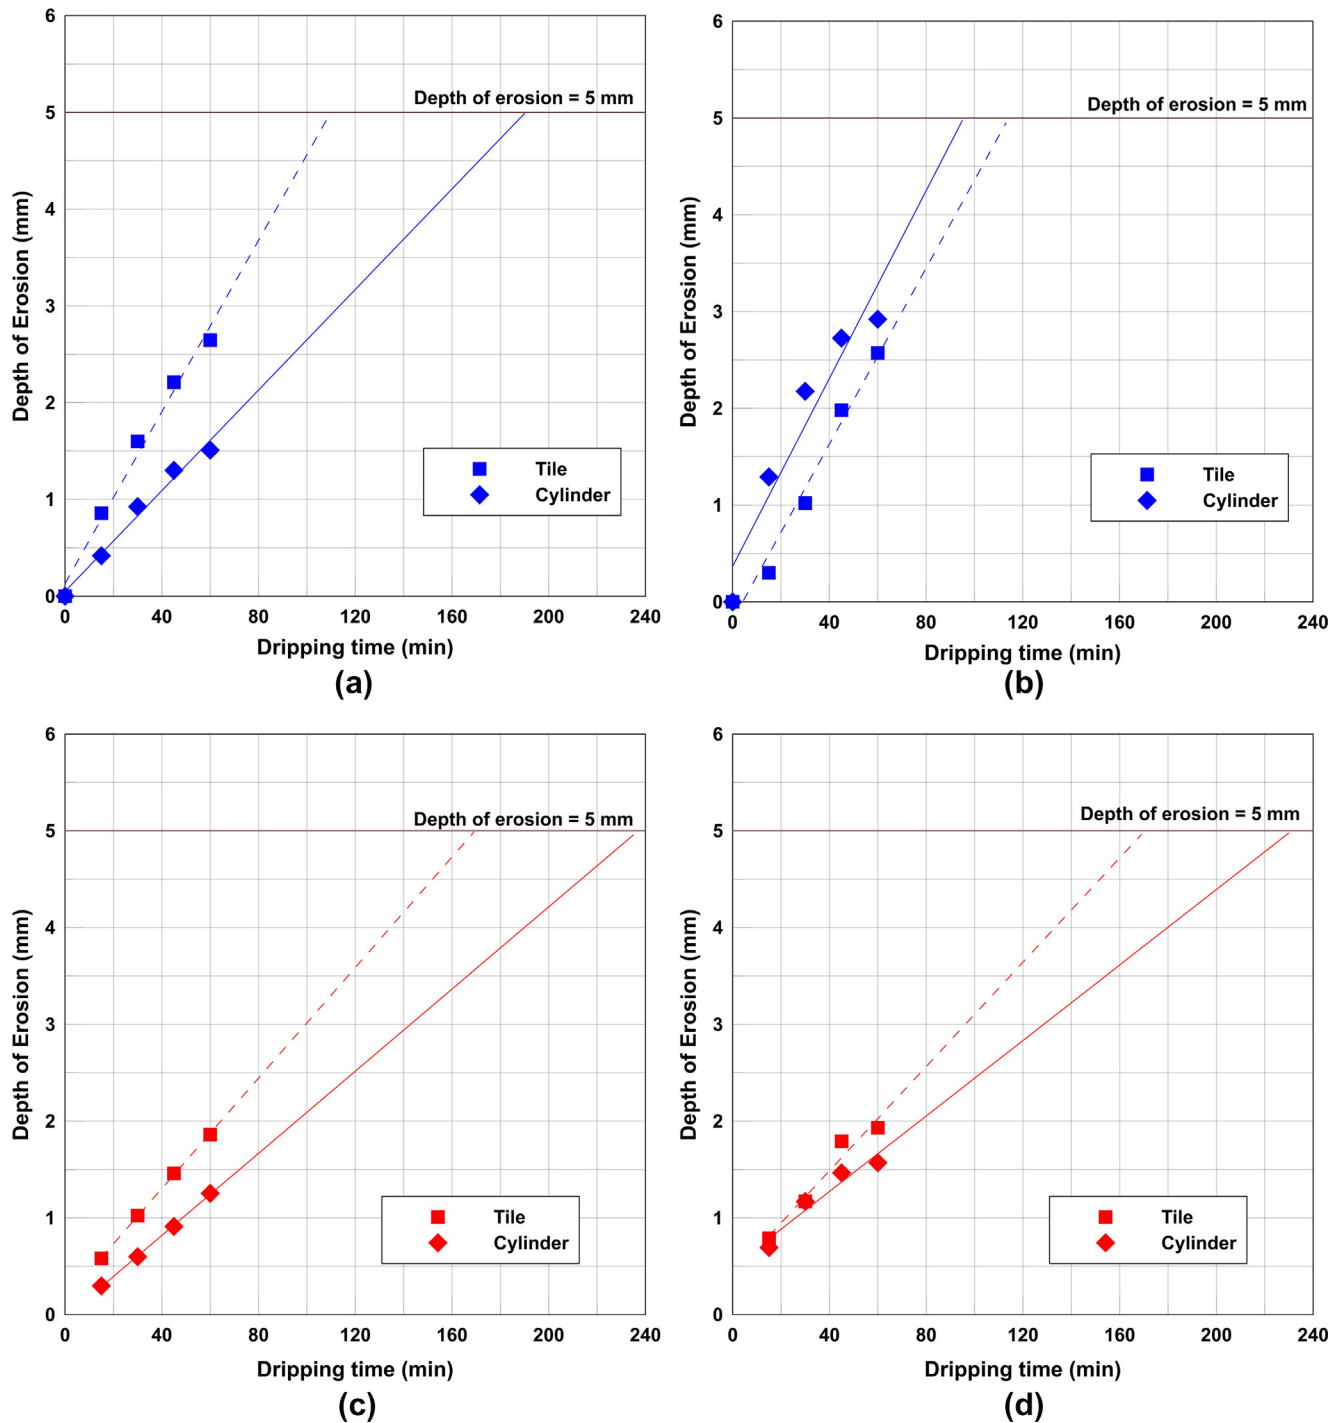 6
5
4
3
2
1
0
Depth of Erosion (mm)
Depth of erosion = 5 mm
Tile
Cylinder
0 40 80 120 160 200 240
Dripping time (min)
(a)
6
5
4
3
2
1
0
Depth of Erosion (mm)
Depth of erosion = 5 mm
Tile
Cylinder
0 40 80 120 160 200 240
Dripping time (min)
(b)
6
5
4
3
2
1
0
Depth of Erosion (mm)
Depth of erosion = 5 mm
Tile
Cylinder
0 40 80 120 160 200 240
Dripping time (min)
(c)
6
5
4
3
2
1
0
Depth of Erosion (mm)
Depth of erosion = 5 mm
Tile
Cylinder
0 40 80 120 160 200 240
Dripping time (min)
(d)